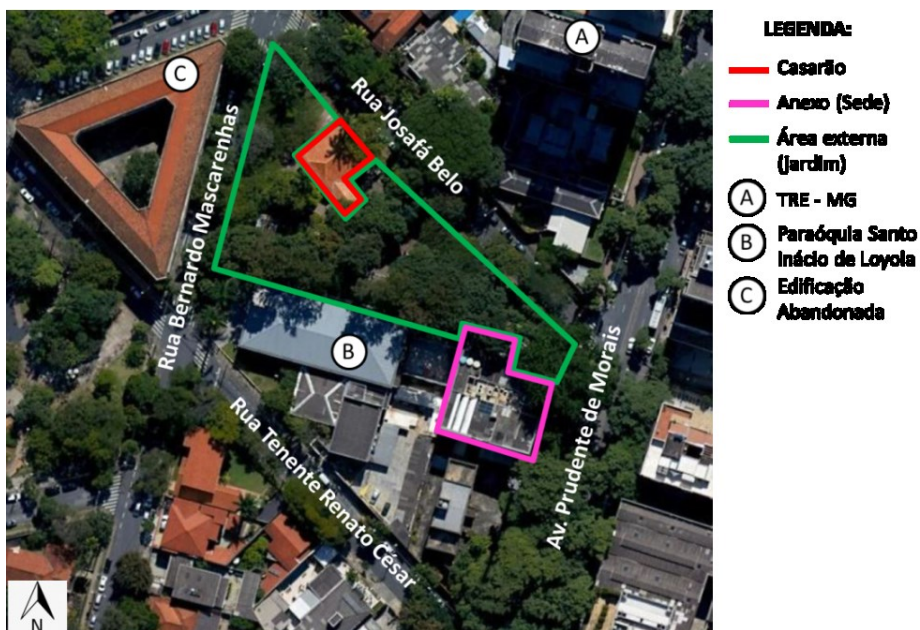 A
C
Rua Josafá Belo
Rua Bernardo Mascarenhas
B
Rua Tenente Renato César
Av. Prudente de Morais
N
LEGENDA:
Casarão
Anexo (Sede)
Área externa
(jardim)
A TRE - MG
B Paraóquia Santo
Inácio de Loyola
C Edificação
Abandonada